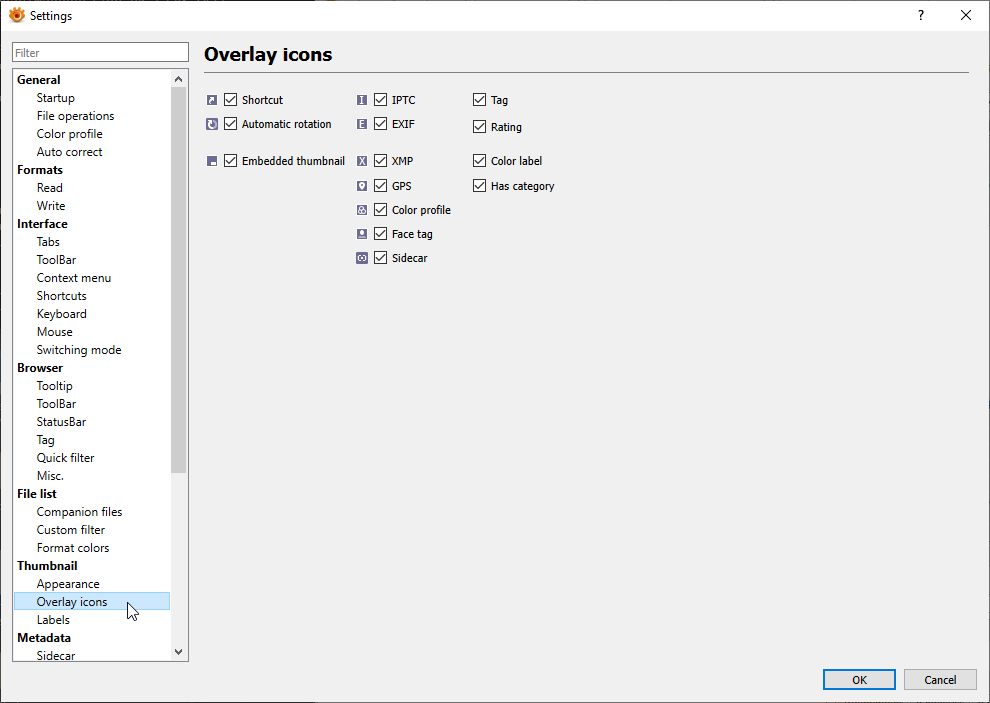 Settings
?
Filter
General
Startup
File operations
Color profile
Auto correct
Formats
Read
Write
Interface
Tabs
ToolBar
Context menu
Shortcuts
Keyboard
Mouse
Switching mode
Browser
Tooltip
ToolBar
StatusBar
Tag
Quick filter
Misc.
File list
Companion files
Custom filter
Format colors
Thumbnail
Appearance
Overlay icons
Labels
Metadata
Sidecar
Overlay icons
Shortcut
Automatic rotation
Embedded thumbnail
I IPTC
E EXIF
X XMP
GPS
Color profile
Face tag
Sidecar
Tag
Rating
Color label
Has category
OK
Cancel